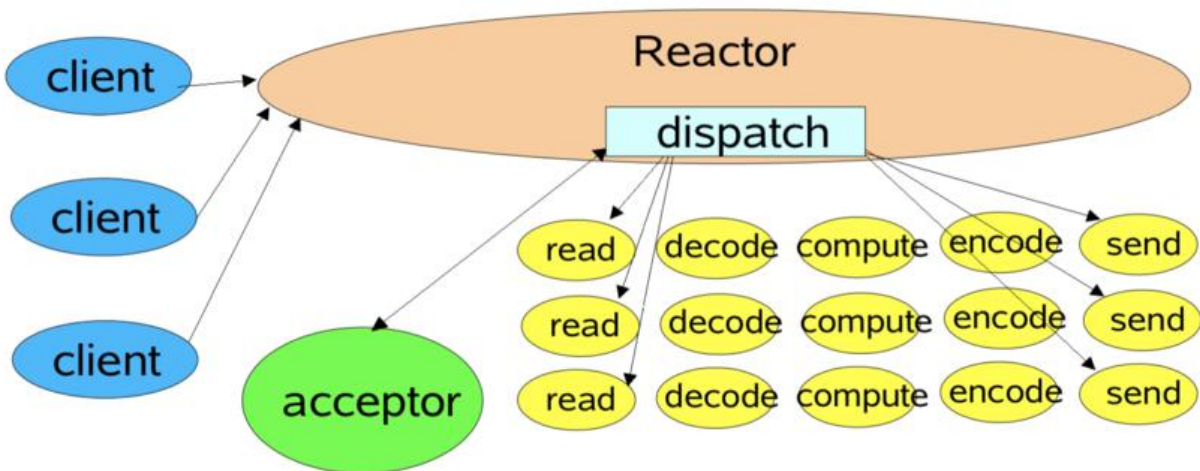 Reactor
client
dispatch
client
client
acceptor
read decode compute encode send
read decode compute encode send
read decode compute encode send